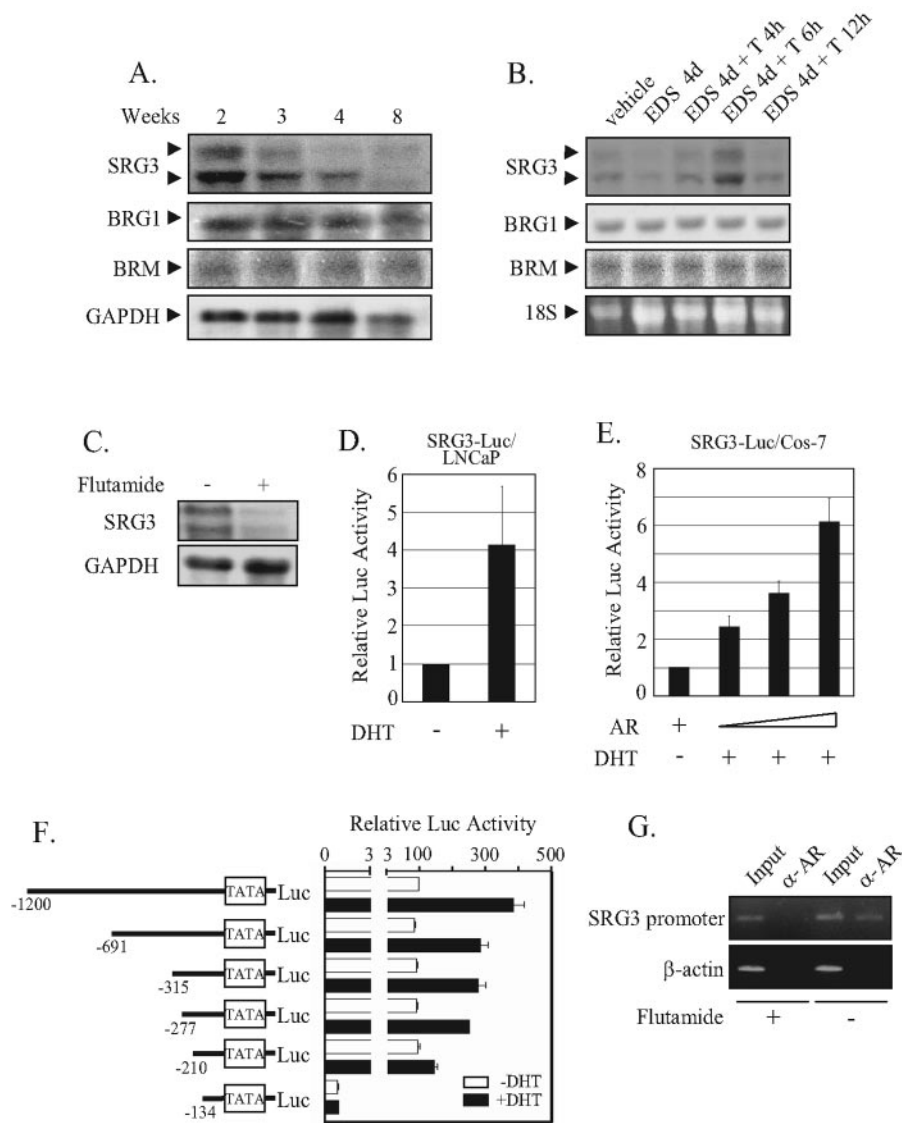 A.
Weeks 2 3 4 8
SRG3
BRG1
BRM
GAPDH
B.
vehicle
EDS 4d
EDS 4d + T 4h
EDS 4d + T 6h
EDS 4d + T 12h
SRG3
BRG1
BRM
18S
C.
Flutamide - +
SRG3
GAPDH
D.
SRG3-Luc/
LNCaP
Relative Luc Activity
6
5
4
3
2
1
0
DHT - +
E.
SRG3-Luc/Cos-7
Relative Luc Activity
8
6
4
2
0
AR +
DHT - + + +
F.
Relative Luc Activity
0 3 3 100 300 500
TATA Luc
-1200
TATA Luc
-691
TATA Luc
-315
TATA Luc
-277
TATA Luc
-210
TATA Luc
-134
-DHT
+DHT
G.
Input α-AR Input α-AR
SRG3 promoter
β-actin
Flutamide + -